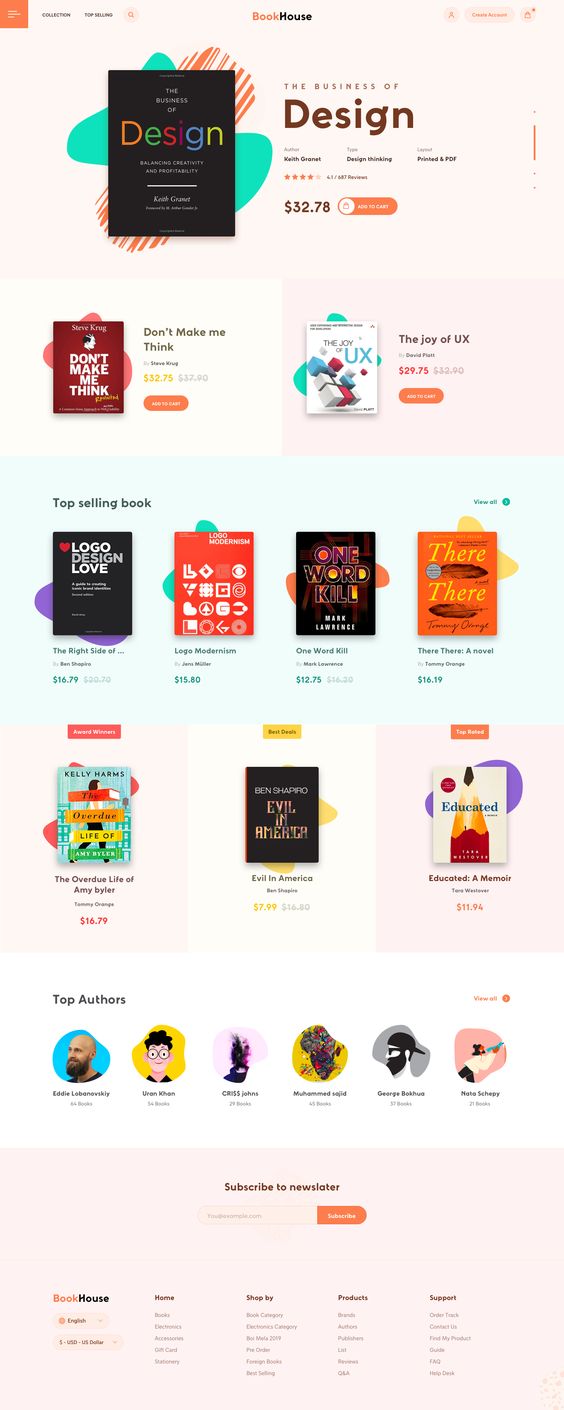 COLLECTION
TOP SELLING
BookHouse
Create Account
THE
BUSINESS
OF
Design
BALANCING CREATIVITY
AND PROFITABILITY
Keith Granet
Foreword by M. Arthur Gensler Jr.
THE BUSINESS OF
Design
Author
Type
Layout
Keith Granet
Design thinking
Printed & PDF
4.1 / 687 Reviews
$32.78
ADD TO CART
Steve Krug
DON'T
MAKE
ME
THINK
Revisited
A Common Sense Approach to Web Usability
Don't Make me
Think
By Steve Krug
$32.75 $37.90
ADD TO CART
THE JOY
OF UX
David PLATT
The joy of UX
By David Platt
$29.75 $32.90
ADD TO CART
Top selling book
View all
LOGO
DESIGN
LOVE
A guide to creating
iconic brand identities
Second edition
The Right Side of ...
By Ben Shapiro
$16.79 $20.70
LOGO
MODERNISM
Logo Modernism
By Jens Müller
$15.80
ONE
WORD
KILL
MARK
LAWRENCE
One Word Kill
By Mark Lawrence
$12.75 $16.20
There
There
a novel
Tommy Orange
There There: A novel
By Tommy Orange
$16.19
Award Winners
KELLY HARMS
The
Overdue
LIFE OF
AMY BYLER
The Overdue Life of
Amy byler
Tommy Orange
$16.79
Best Deals
BEN SHAPIRO
EVIL
IN
AMERICA
Evil In America
Ben Shapiro
$7.99 $16.80
Top Rated
Educated
A MEMOIR
TARA
WESTOVER
Educated: A Memoir
Tara Westover
$11.94
Top Authors
View all
Eddie Lobanovskiy
64 Books
Uran Khan
54 Books
CRI$$ johns
29 Books
Muhammed sajid
45 Books
George Bokhua
37 Books
Nata Schepy
21 Books
Subscribe to newslater
You@exomple.com
Subscribe
BookHouse
English
$ - USD - US Dollar
Home
Books
Electronics
Accessories
Gift Card
Stationery
Shop by
Book Category
Electronics Category
Boi Mela 2019
Pre Order
Foreign Books
Best Selling
Products
Brands
Authors
Publishers
List
Reviews
Q&A
Support
Order Track
Contact Us
Find My Product
Guide
FAQ
Help Desk